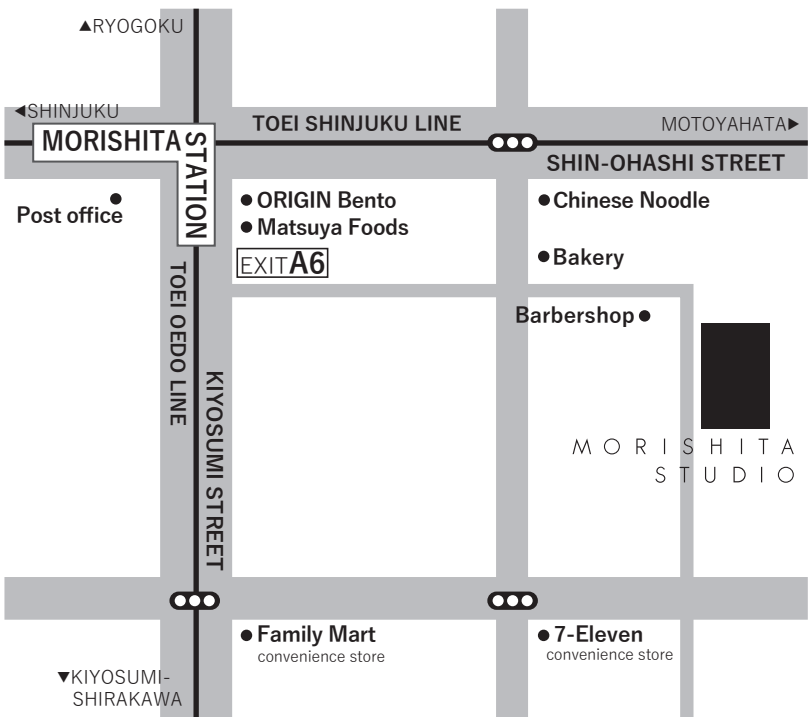 ▲RYOGOKU
◀SHINJUKU
MORISHITA
STATION
TOEI SHINJUKU LINE
MOTOYAHATA▶
SHIN-OHASHI STREET
Post office
ORIGIN Bento
Matsuya Foods
EXIT A6
Chinese Noodle
Bakery
Barbershop
TOEI OEDO LINE
KIYOSUMI STREET
MORISHITA
STUDIO
Family Mart
convenience store
7-Eleven
convenience store
▼KIYOSUMI-
SHIRAKAWA